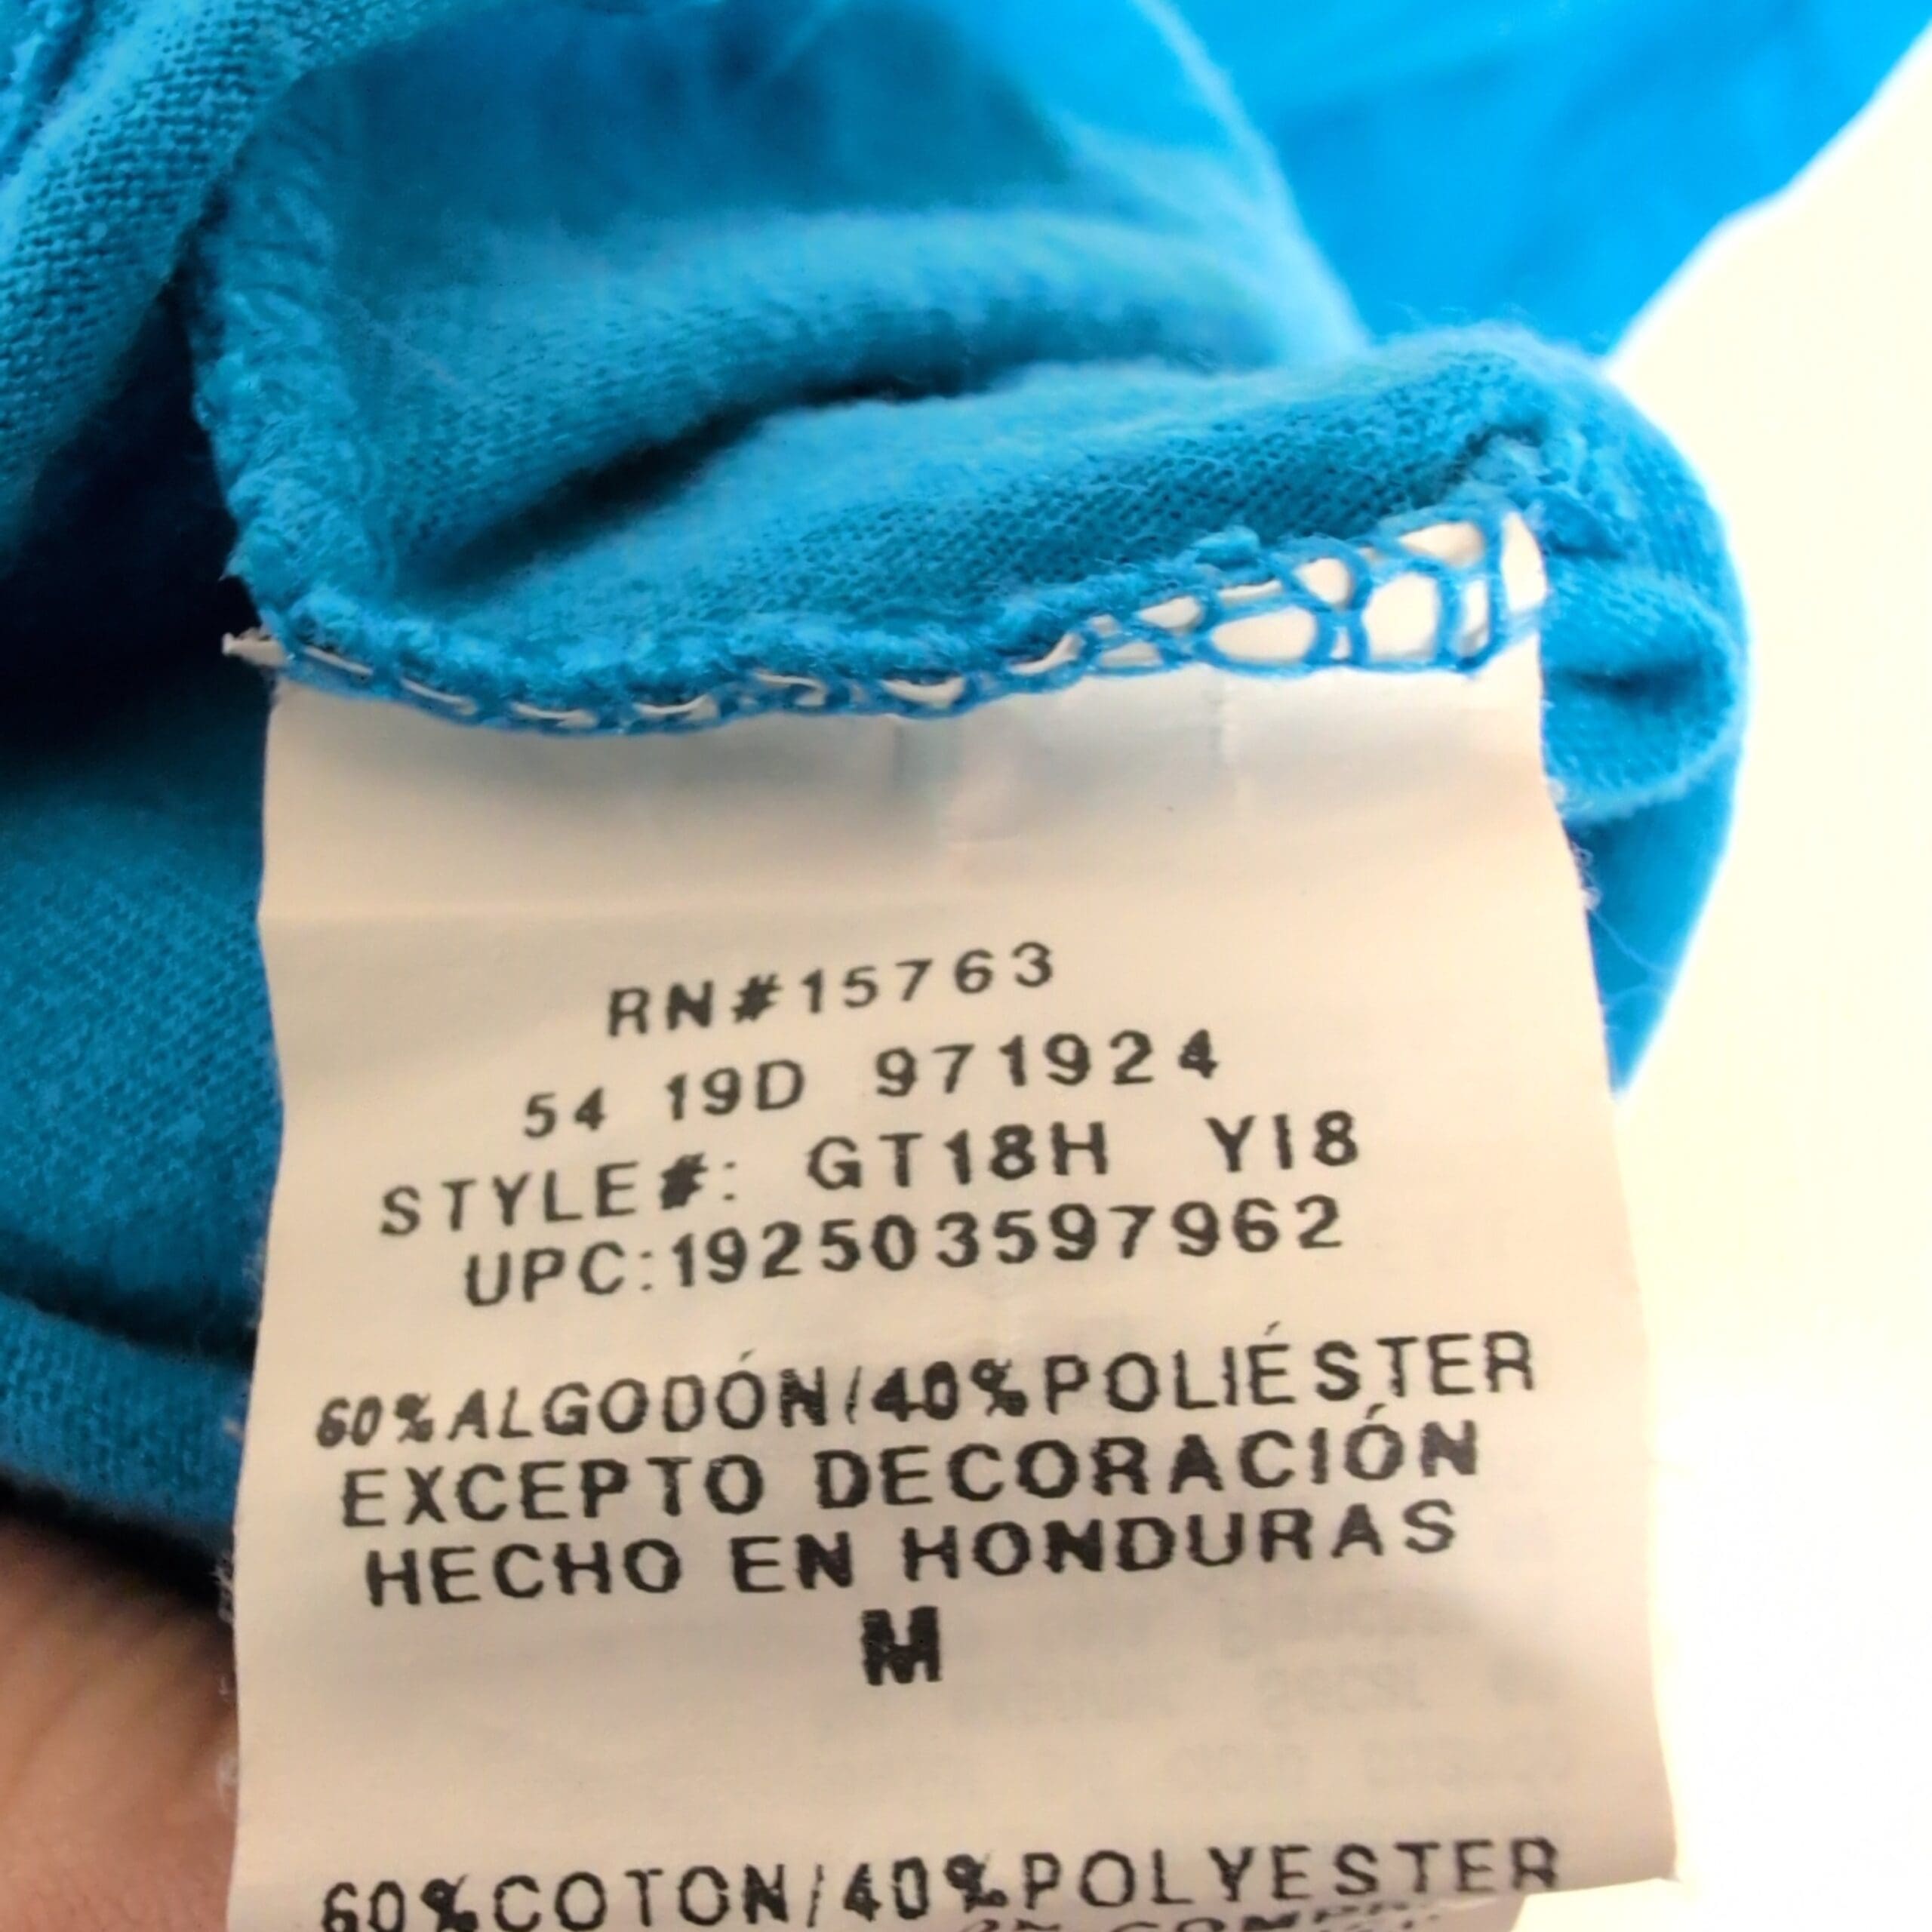 RN#15763
54 19D 971924
STYLE#: GT18H YI8
UPC:192503597962
60%ALGODÓN/40%POLIÉSTER
EXCEPTO DECORACIÓN
HECHO EN HONDURAS
M
60%COTON/40%POLYESTER